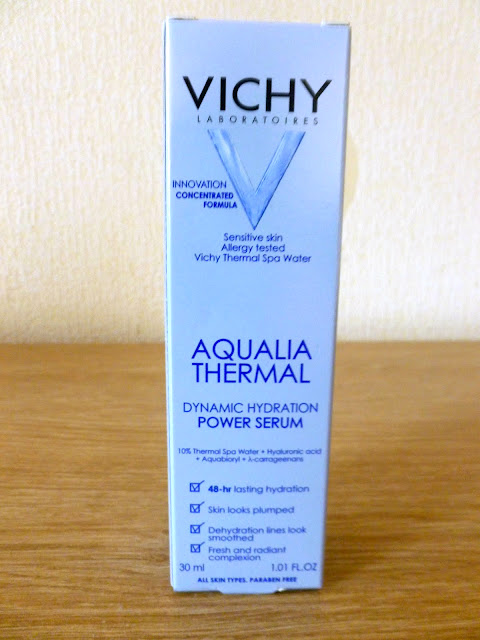 VICHY
LABORATOIRES
INNOVATION
CONCENTRATED
FORMULA
Sensitive skin
Allergy tested
Vichy Thermal Spa Water
AQUALIA
THERMAL
DYNAMIC HYDRATION
POWER SERUM
10% Thermal Spa Water + Hyaluronic acid
+ Aquabioryl + λ-carrageenans
48-hr lasting hydration
Skin looks plumped
Dehydration lines look
smoothed
Fresh and radiant
complexion
30 ml 1.01 FL.OZ
ALL SKIN TYPES. PARABEN FREE